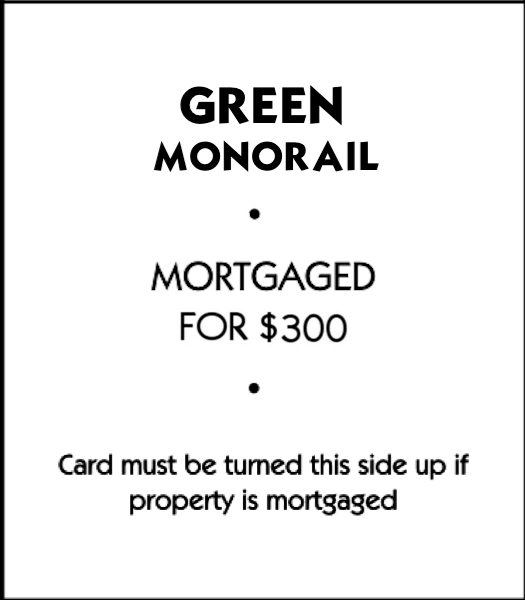 GREEN
MONORAIL
•
MORTGAGED
FOR $300
•
Card must be turned this side up if
property is mortgaged